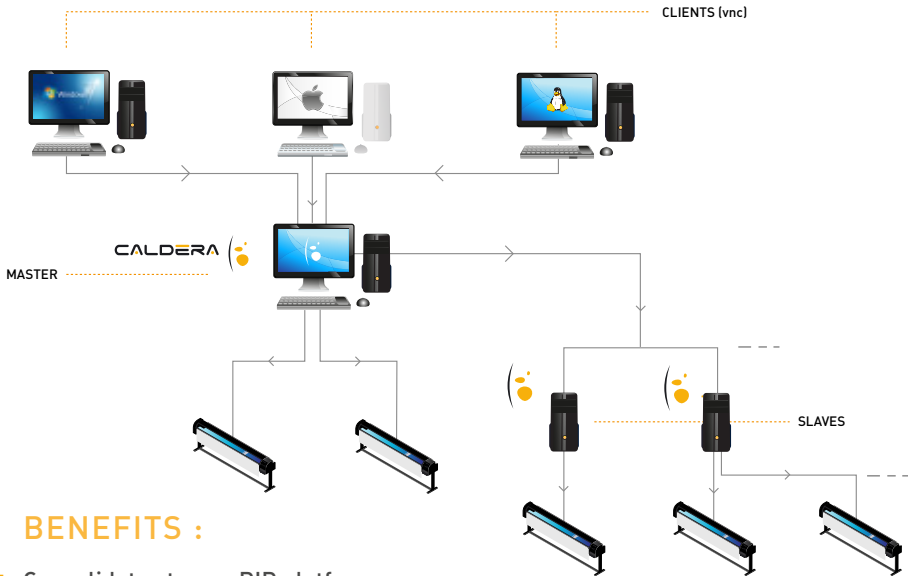 CLIENTS (vnc)
CALDERA
MASTER
SLAVES
BENEFITS :